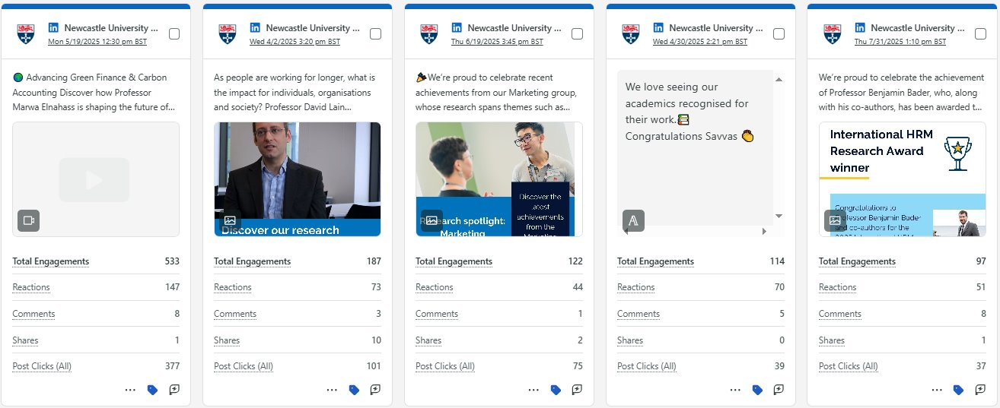 Newcastle University ...
Mon 5/19/2025 12:30 pm BST
🌍 Advancing Green Finance & Carbon
Accounting Discover how Professor
Marwa Elnahass is shaping the future of...
Total Engagements 533
Reactions 147
Comments 8
Shares 1
Post Clicks (All) 377
Newcastle University ...
Wed 4/2/2025 3:20 pm BST
As people are working for longer, what is
the impact for individuals, organisations
and society? Professor David Lain...
Discover our research
Total Engagements 187
Reactions 73
Comments 3
Shares 10
Post Clicks (All) 101
Newcastle University ...
Thu 6/19/2025 3:45 pm BST
🎉We're proud to celebrate recent
achievements from our Marketing group,
whose research spans themes such as...
Research spotlight:
Marketing
Discover the
latest
achievements
from the
Marketing
Total Engagements 122
Reactions 44
Comments 1
Shares 2
Post Clicks (All) 75
Newcastle University ...
Wed 4/30/2025 2:21 pm BST
We love seeing our
academics recognised for
their work.📚
Congratulations Savvas 👏
Total Engagements 114
Reactions 70
Comments 5
Shares 0
Post Clicks (All) 39
Newcastle University ...
Thu 7/31/2025 1:10 pm BST
We're proud to celebrate the achievement
of Professor Benjamin Bader, who, along
with his co-authors, has been awarded t...
International HRM
Research Award
winner
Congratulations to
Professor Benjamin Bader
and co-authors for the
Total Engagements 97
Reactions 51
Comments 8
Shares 1
Post Clicks (All) 37